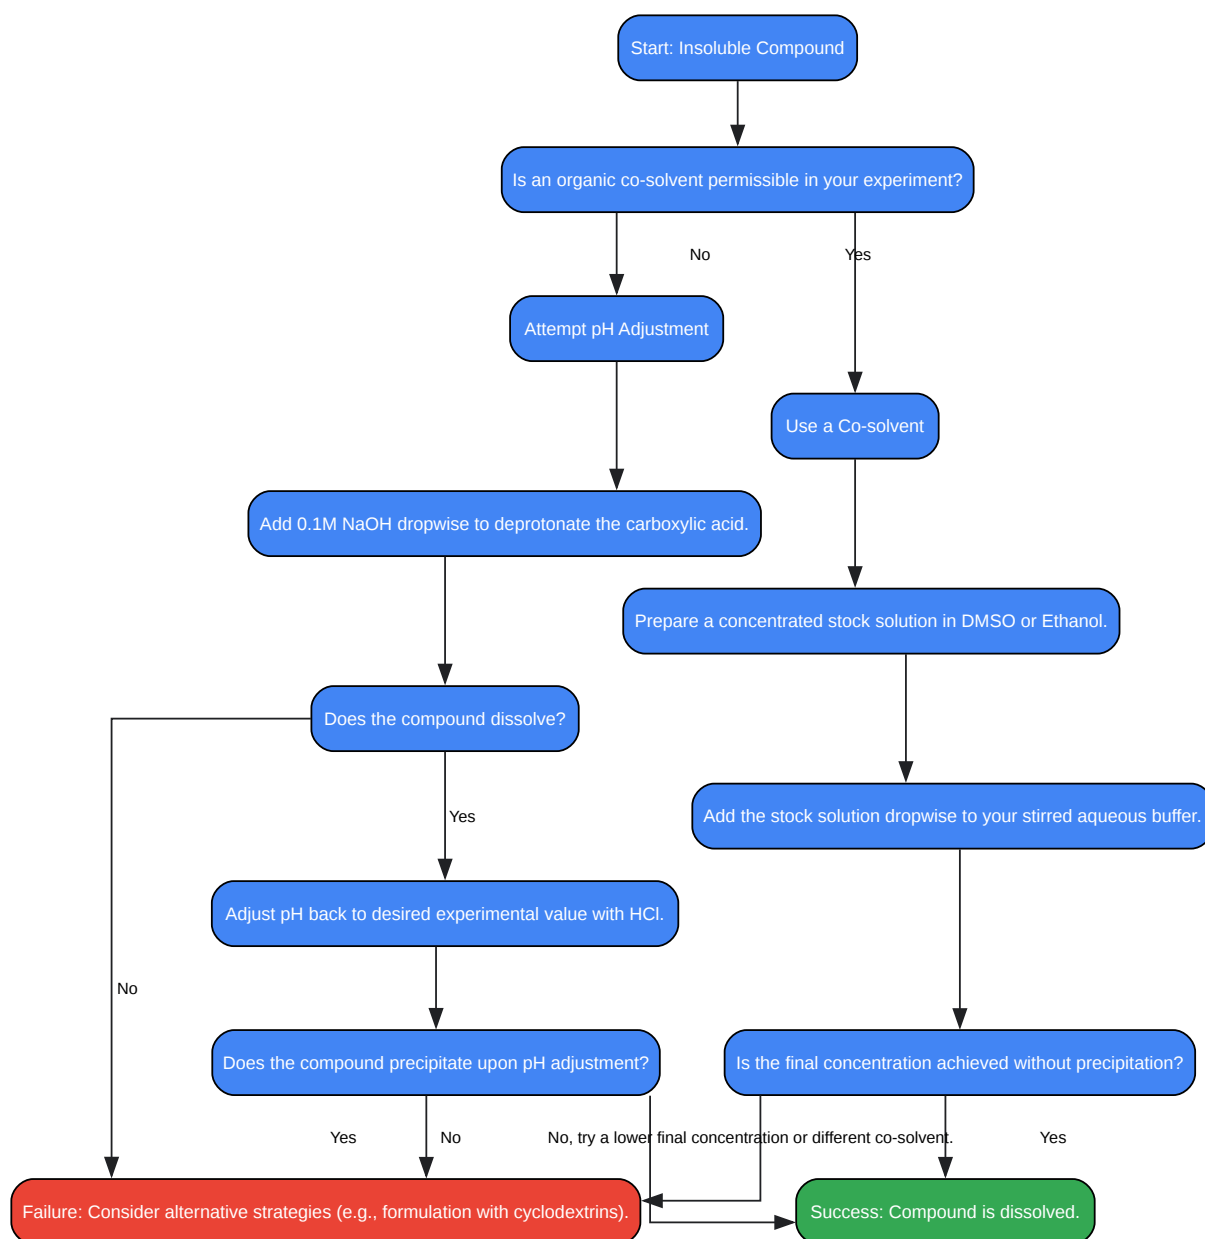 Start: Insoluble Compound
Is an organic co-solvent permissible in your experiment?
No
Yes
Attempt pH Adjustment
Use a Co-solvent
Add 0.1M NaOH dropwise to deprotonate the carboxylic acid.
Prepare a concentrated stock solution in DMSO or Ethanol.
Does the compound dissolve?
Yes
Add the stock solution dropwise to your stirred aqueous buffer.
Adjust pH back to desired experimental value with HCl.
No
Does the compound precipitate upon pH adjustment?
Is the final concentration achieved without precipitation?
Yes
No
No, try a lower final concentration or different co-solvent.
Yes
Failure: Consider alternative strategies (e.g., formulation with cyclodextrins).
Success: Compound is dissolved.